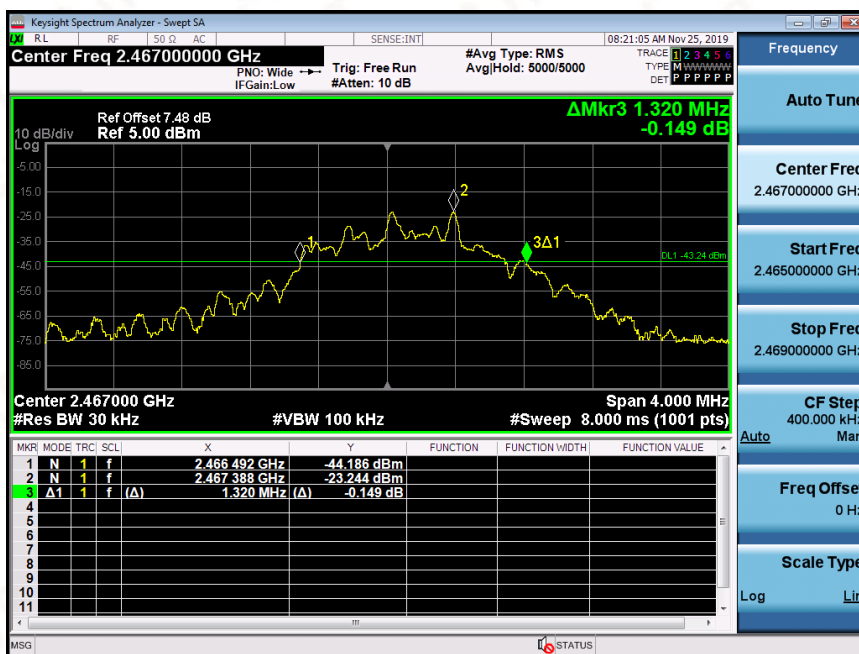 Keysight Spectrum Analyzer - Swept SA
LXI RL RF 50 Ω AC SENSE:INT 08:21:05 AM Nov 25, 2019
Center Freq 2.467000000 GHz
PNO: Wide
IFGain:Low
Trig: Free Run
#Atten: 10 dB
#Avg Type: RMS
Avg|Hold: 5000/5000
TRACE 1 2 3 4 5 6
TYPE M W W W W W
DET P P P P P P
ΔMkr3 1.320 MHz
-0.149 dB
Ref Offset 7.48 dB
10 dB/div Ref 5.00 dBm
Log
-5.00
-15.0
-25.0
-35.0
-45.0
-55.0
-65.0
-75.0
-85.0
1
2
3Δ1
DL1 -43.24 dBm
Center 2.467000 GHz Span 4.000 MHz
#Res BW 30 kHz #VBW 100 kHz #Sweep 8.000 ms (1001 pts)
MKR MODE TRC SCL X Y FUNCTION FUNCTION WIDTH FUNCTION VALUE
1 N 1 f 2.466 492 GHz -44.186 dBm
2 N 1 f 2.467 388 GHz -23.244 dBm
3 Δ1 1 f (Δ) 1.320 MHz (Δ) -0.149 dB
4
5
6
7
8
9
10
11
MSG STATUS
Frequency
Auto Tune
Center Freq
2.467000000 GHz
Start Freq
2.465000000 GHz
Stop Freq
2.469000000 GHz
CF Step
400.000 kHz
Auto Man
Freq Offset
0 Hz
Scale Type
Log Lin